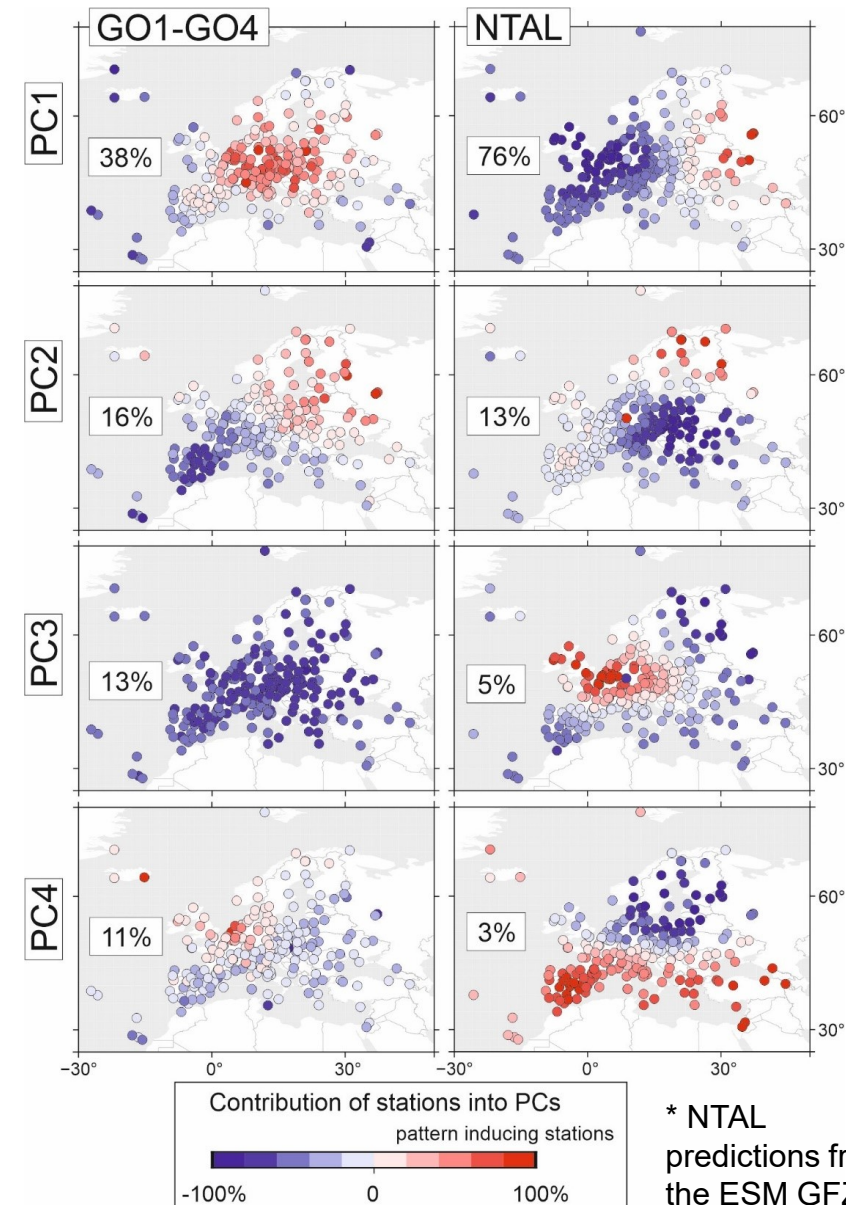 GO1-GO4 NTAL
PC1 38% 76% 60°
30°
PC2 16% 13% 60°
30°
PC3 13% 5% 60°
30°
PC4 11% 3% 60°
30°
−30° 0° 30° −30° 0° 30°
Contribution of stations into PCs
pattern inducing stations
-100% 0 100%
* NTAL
predictions
the ESM